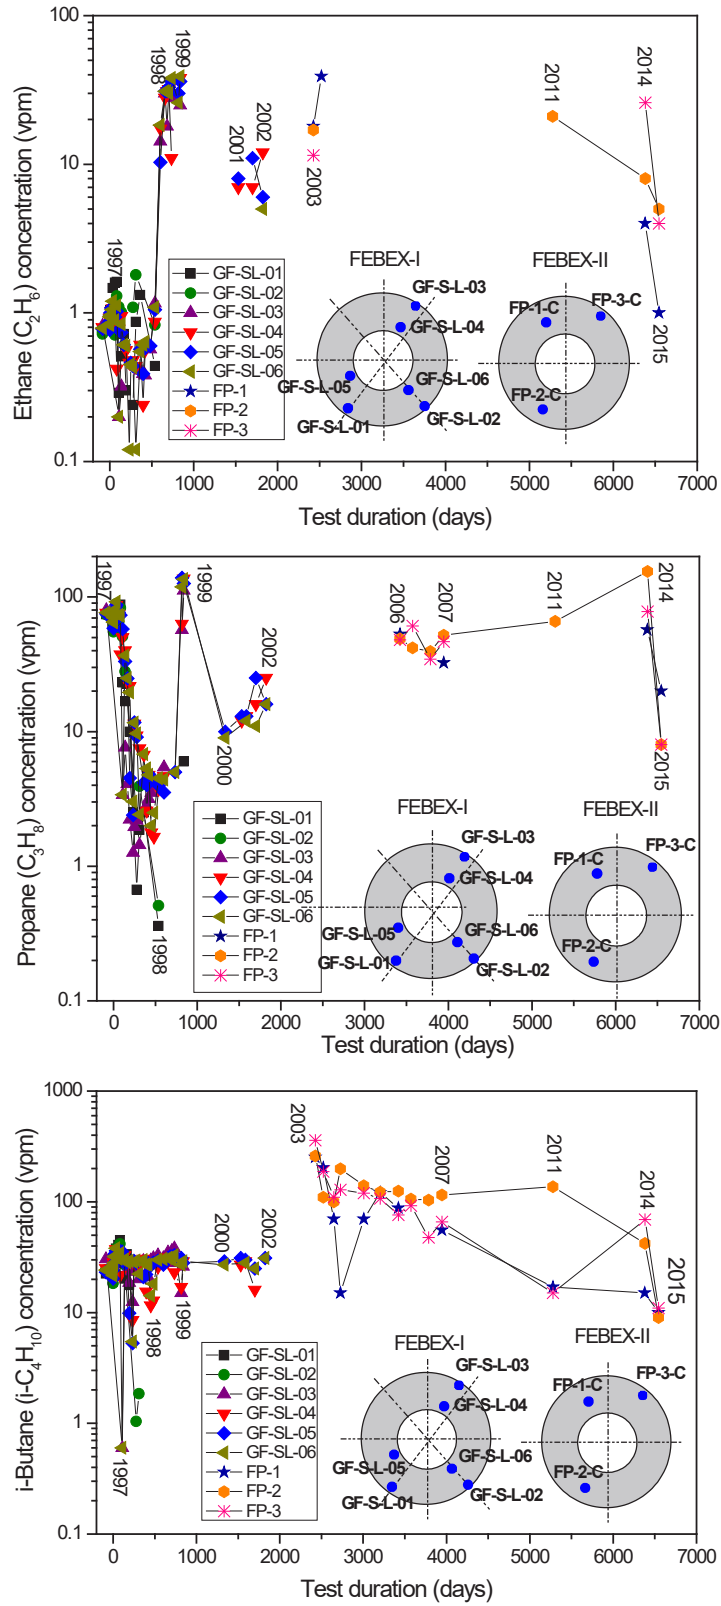 100
10
1
0.1
Ethane (C2H6) concentration (vpm)
1997
1998
1999
2001
2002
2003
2011
2014
2015
GF-SL-01
GF-SL-02
GF-SL-03
GF-SL-04
GF-SL-05
GF-SL-06
FP-1
FP-2
FP-3
FEBEX-I
GF-S-L-03
GF-S-L-04
GF-S-L-05
GF-S-L-06
GF-S-L-01
GF-S-L-02
FEBEX-II
FP-1-C
FP-3-C
FP-2-C
0 1000 2000 3000 4000 5000 6000 7000
Test duration (days)
100
10
1
0.1
Propane (C3H8) concentration (vpm)
1997
1999
2002
2000
1998
2006
2007
2011
2014
2015
GF-SL-01
GF-SL-02
GF-SL-03
GF-SL-04
GF-SL-05
GF-SL-06
FP-1
FP-2
FP-3
FEBEX-I
GF-S-L-03
GF-S-L-04
GF-S-L-05
GF-S-L-06
GF-S-L-01
GF-S-L-02
FEBEX-II
FP-1-C
FP-3-C
FP-2-C
0 1000 2000 3000 4000 5000 6000 7000
Test duration (days)
1000
100
10
1
0.1
i-Butane (i-C4H10) concentration (vpm)
2003
2007
2011
2014
2000
2002
1998
1999
2015
1997
GF-SL-01
GF-SL-02
GF-SL-03
GF-SL-04
GF-SL-05
GF-SL-06
FP-1
FP-2
FP-3
FEBEX-I
GF-S-L-03
GF-S-L-04
GF-S-L-05
GF-S-L-06
GF-S-L-01
GF-S-L-02
FEBEX-II
FP-1-C
FP-3-C
FP-2-C
0 1000 2000 3000 4000 5000 6000 7000
Test duration (days)